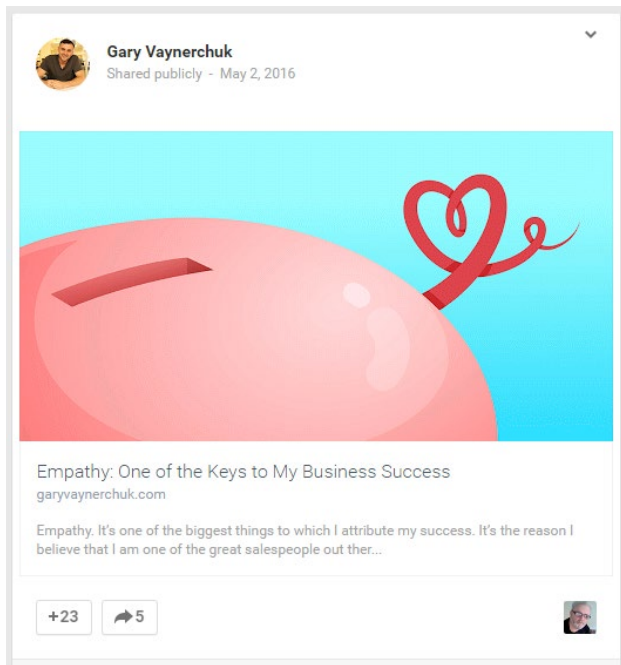 Gary Vaynerchuk
Shared publicly - May 2, 2016
Empathy: One of the Keys to My Business Success
garyvaynerchuk.com
Empathy. It's one of the biggest things to which I attribute my success. It's the reason I
believe that I am one of the great salespeople out ther...
+23
5